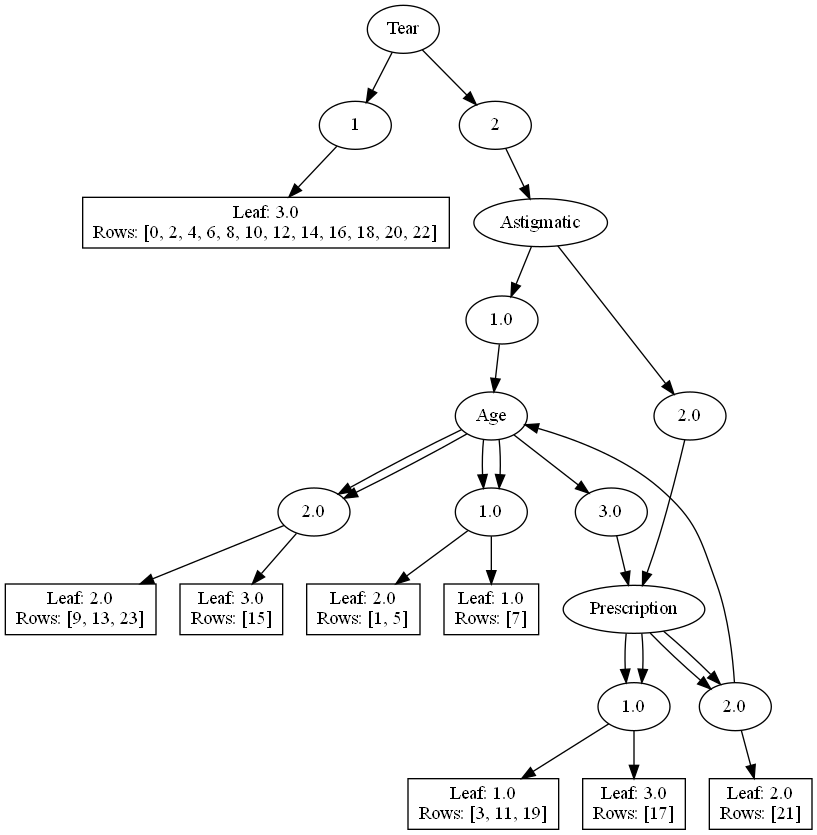 Tear
1
2
Leaf: 3.0
Rows: [0, 2, 4, 6, 8, 10, 12, 14, 16, 18, 20, 22]
Astigmatic
1.0
Age
2.0
2.0
1.0
3.0
Leaf: 2.0
Rows: [9, 13, 23]
Leaf: 3.0
Rows: [15]
Leaf: 2.0
Rows: [1, 5]
Leaf: 1.0
Rows: [7]
Prescription
1.0
2.0
Leaf: 1.0
Rows: [3, 11, 19]
Leaf: 3.0
Rows: [17]
Leaf: 2.0
Rows: [21]